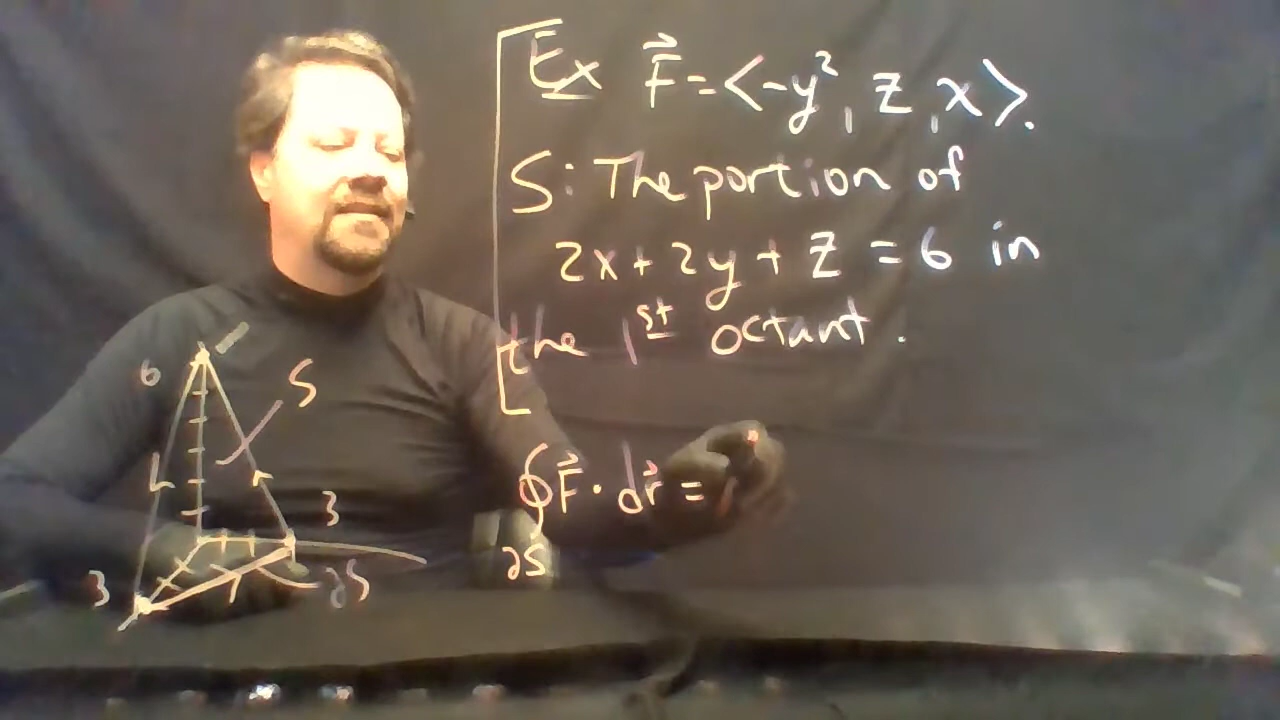 Ex F⃗ = <-y², z, x>.
S: The portion of
2x + 2y + z = 6 in
the 1st octant.
∮F⃗ · dr⃗ =
∂S
6
S
3
3
∂S